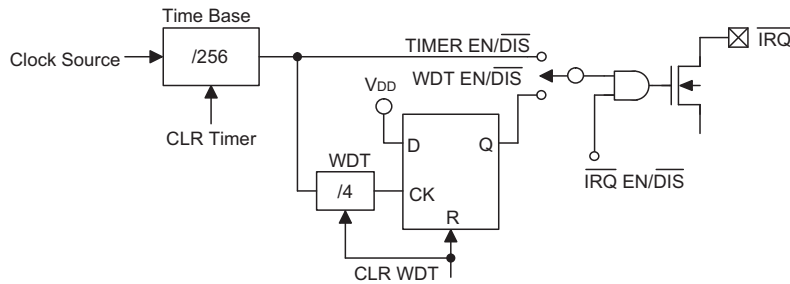 Time Base
Clock Source
/256
CLR Timer
TIMER EN/DIS
WDT EN/DIS
IRQ
VDD
D
Q
CK
R
WDT
/4
CLR WDT
IRQ EN/DIS